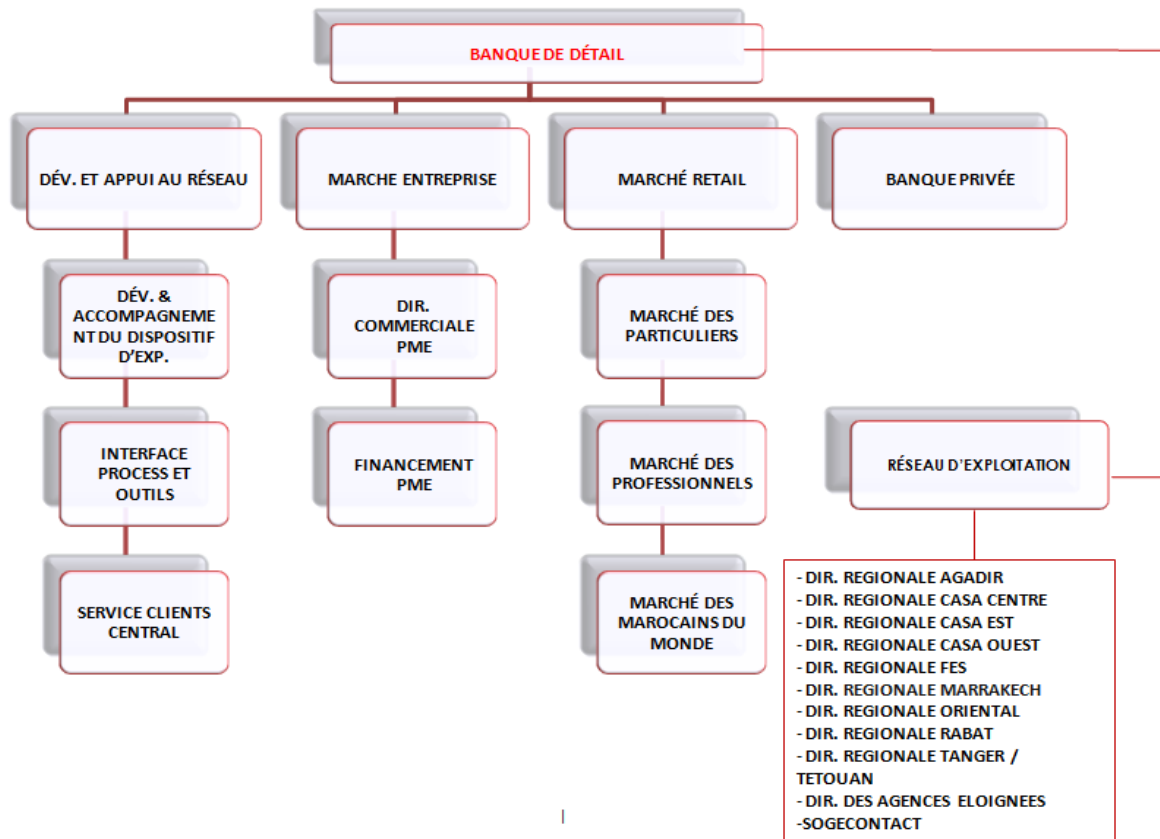 BANQUE DE DÉTAIL
DÉV. ET APPUI AU RÉSEAU
MARCHE ENTREPRISE
MARCHÉ RETAIL
BANQUE PRIVÉE
DÉV. &
ACCOMPAGNEME
NT DU DISPOSITIF
D'EXP.
DIR.
COMMERCIALE
PME
MARCHÉ DES
PARTICULIERS
INTERFACE
PROCESS ET
OUTILS
FINANCEMENT
PME
MARCHÉ DES
PROFESSIONNELS
RÉSEAU D'EXPLOITATION
SERVICE CLIENTS
CENTRAL
MARCHÉ DES
MAROCAINS DU
MONDE
- DIR. REGIONALE AGADIR
- DIR. REGIONALE CASA CENTRE
- DIR. REGIONALE CASA EST
- DIR. REGIONALE CASA OUEST
- DIR. REGIONALE FES
- DIR. REGIONALE MARRAKECH
- DIR. REGIONALE ORIENTAL
- DIR. REGIONALE RABAT
- DIR. REGIONALE TANGER /
TETOUAN
- DIR. DES AGENCES ELOIGNEES
-SOGECONTACT